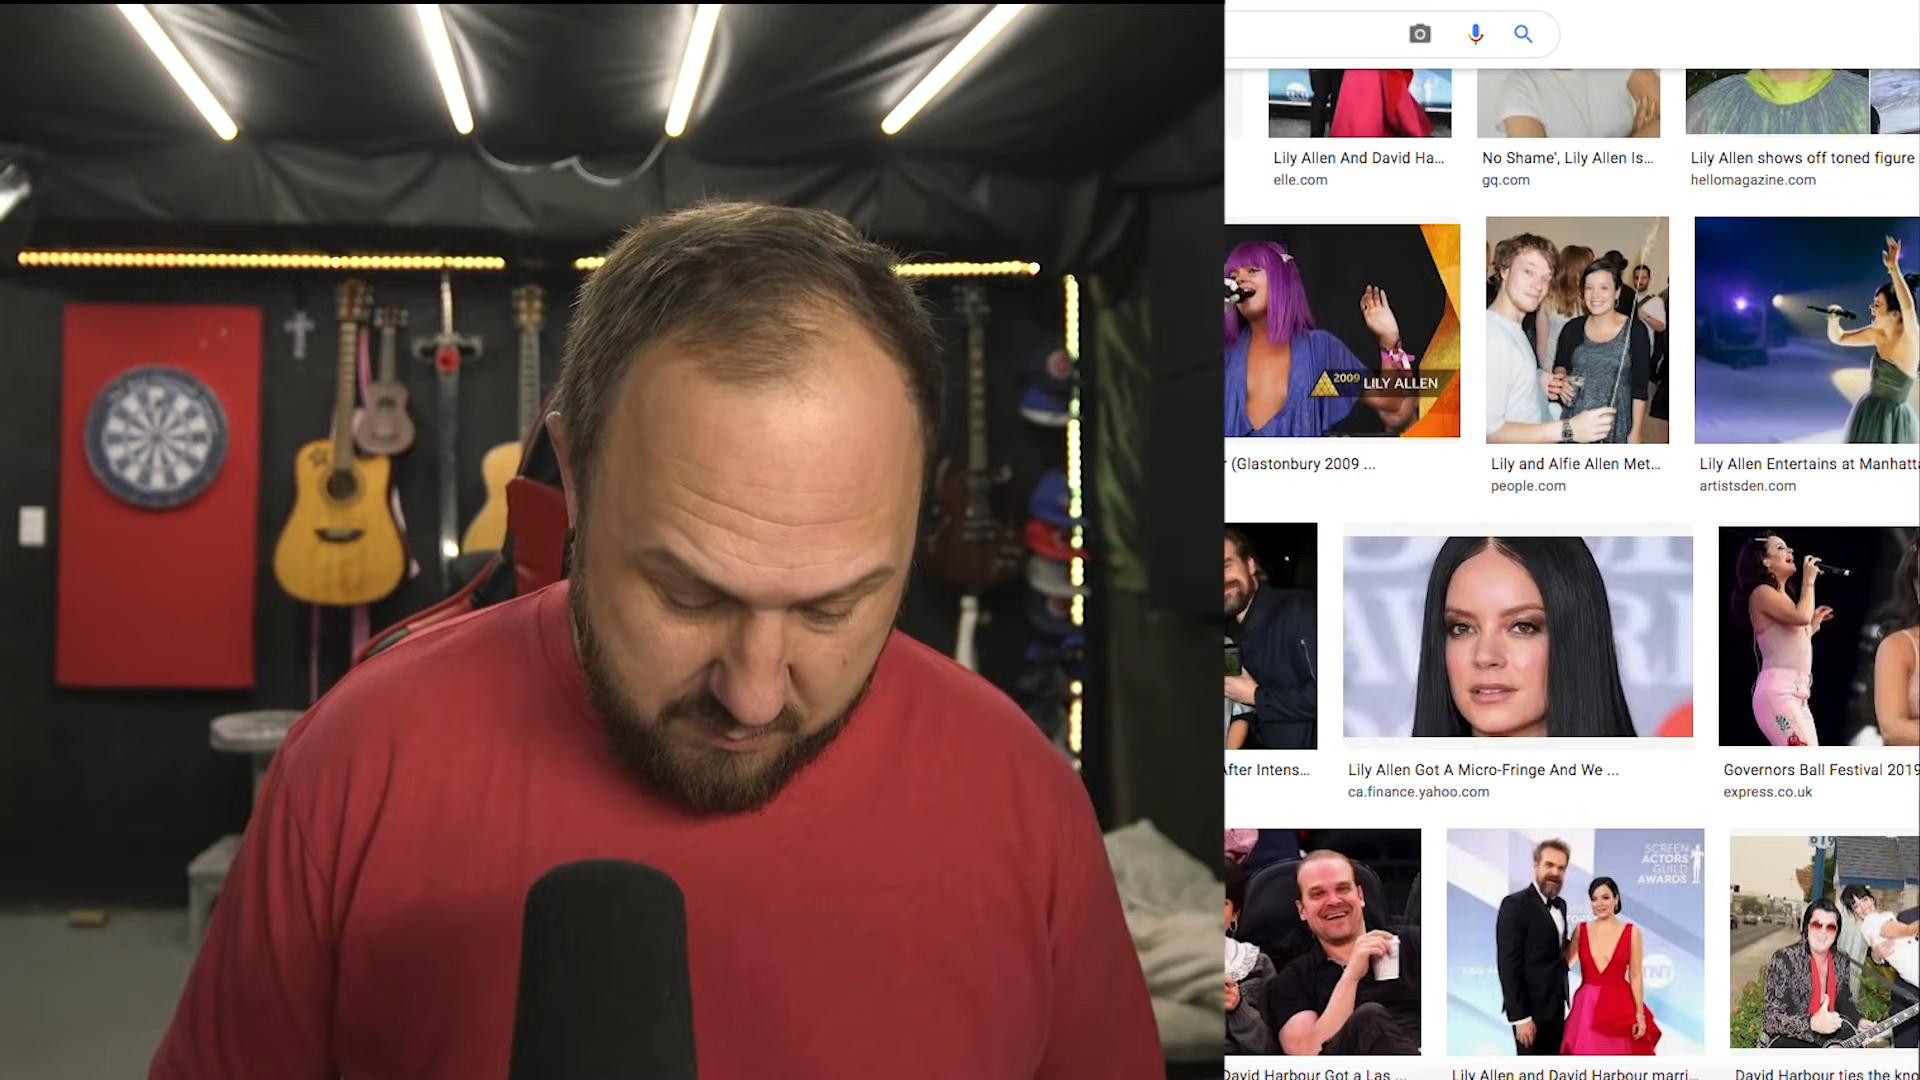 Lily Allen And David Ha...
elle.com
No Shame', Lily Allen Is...
gq.com
Lily Allen shows off toned figure
hellomagazine.com
2009 LILY ALLEN
r (Glastonbury 2009 ...
Lily and Alfie Allen Met...
people.com
Lily Allen Entertains at Manhatta
artistsden.com
After Intens...
Lily Allen Got A Micro-Fringe And We ...
ca.finance.yahoo.com
Governors Ball Festival 2019
express.co.uk
619
SCREEN
ACTORS
GUILD
AWARDS
TNT
David Harbour Got a Las ...
Lily Allen and David Harbour marri...
David Harbour ties the kno